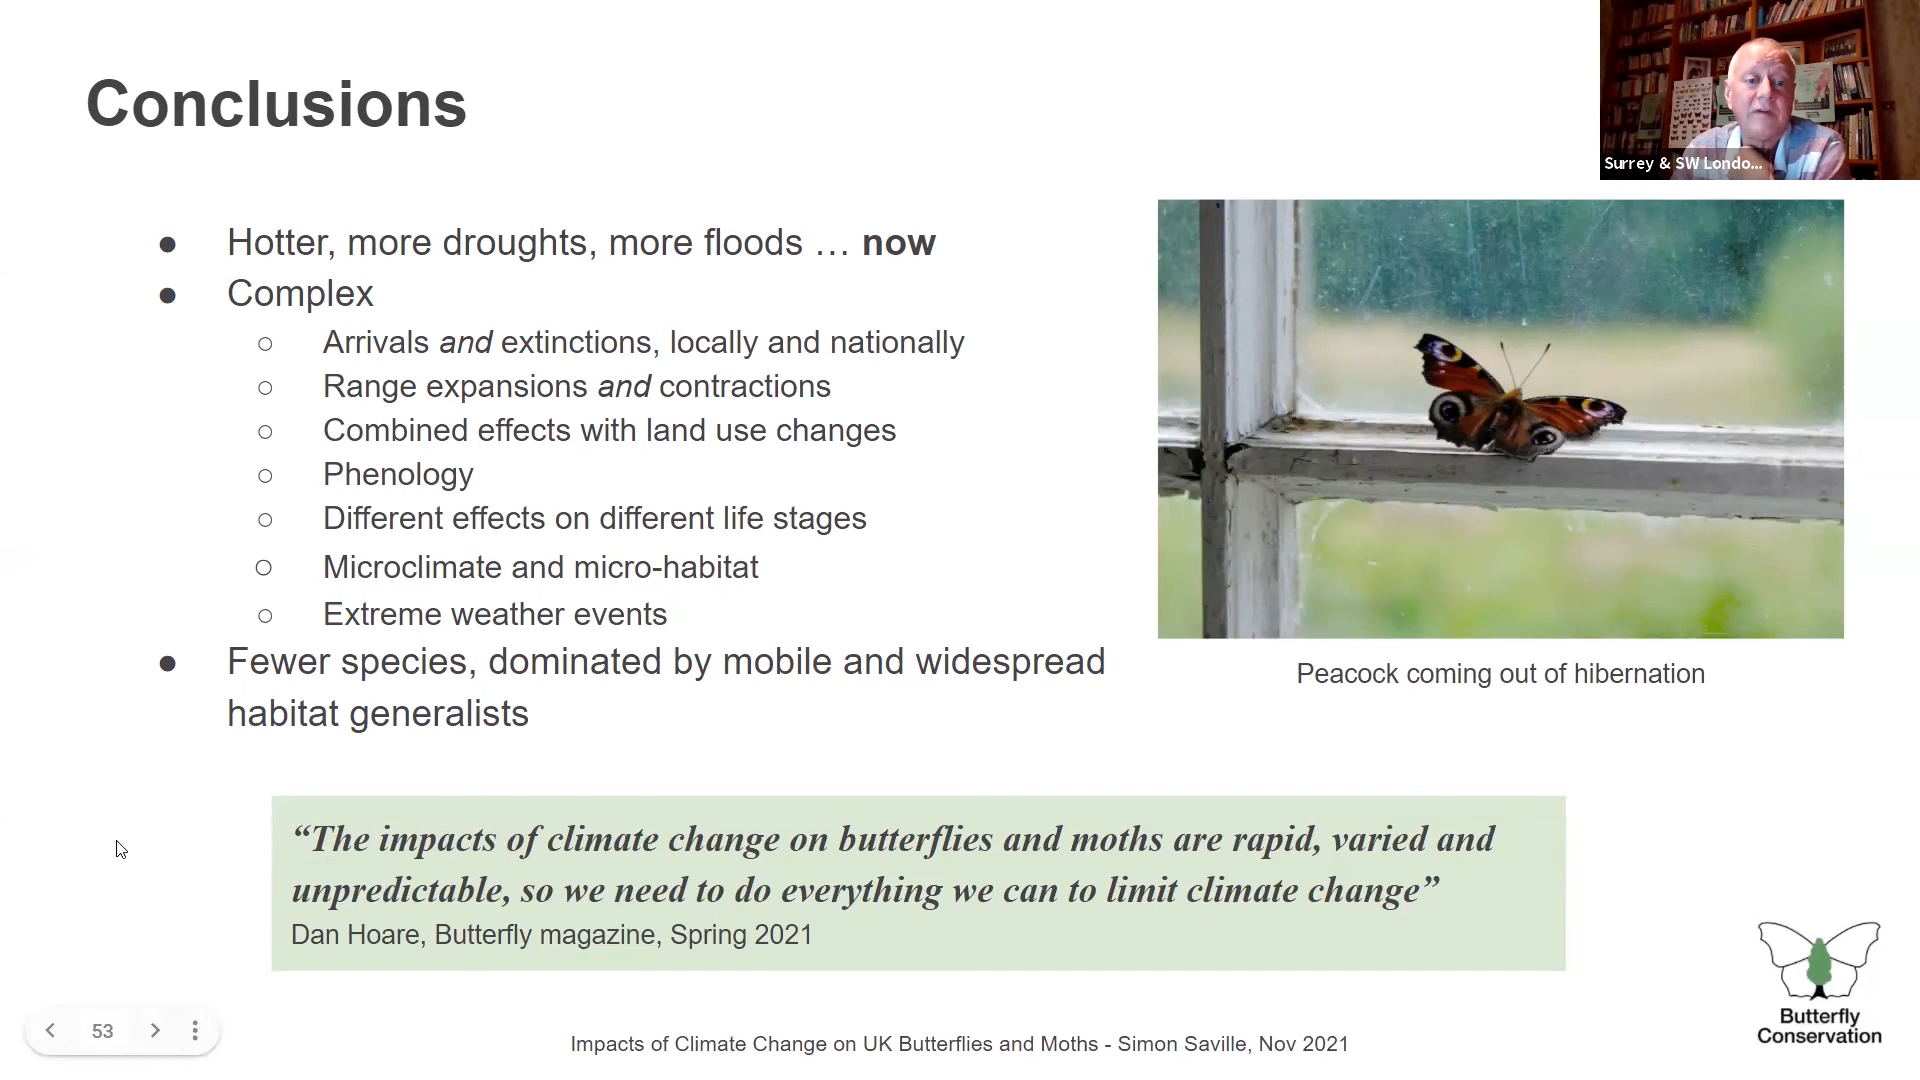 Conclusions
Surrey & SW Londo...
● Hotter, more droughts, more floods … now
● Complex
○ Arrivals and extinctions, locally and nationally
○ Range expansions and contractions
○ Combined effects with land use changes
○ Phenology
○ Different effects on different life stages
○ Microclimate and micro-habitat
○ Extreme weather events
● Fewer species, dominated by mobile and widespread
habitat generalists
Peacock coming out of hibernation
“The impacts of climate change on butterflies and moths are rapid, varied and
unpredictable, so we need to do everything we can to limit climate change”
Dan Hoare, Butterfly magazine, Spring 2021
53
Impacts of Climate Change on UK Butterflies and Moths - Simon Saville, Nov 2021
Butterfly
Conservation